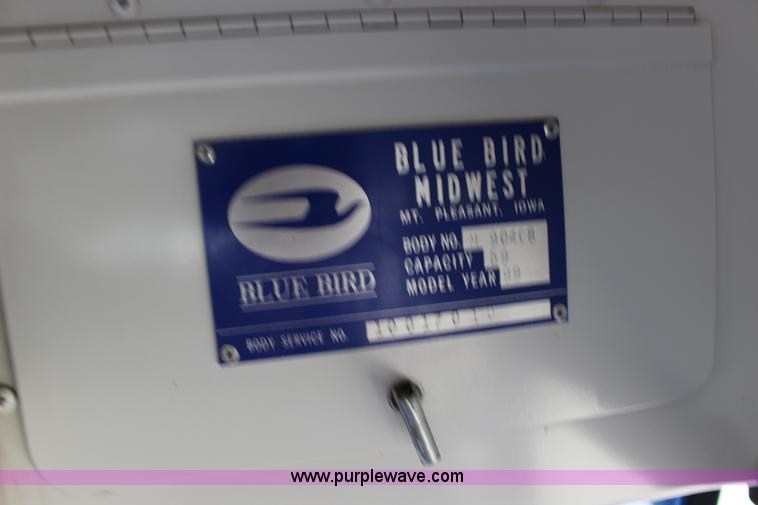 BLUE BIRD
MIDWEST
MT. PLEASANT, IOWA
BODY NO.
CAPACITY
MODEL YEAR 99
BLUE BIRD
BODY SERVICE NO.
www.purplewave.com